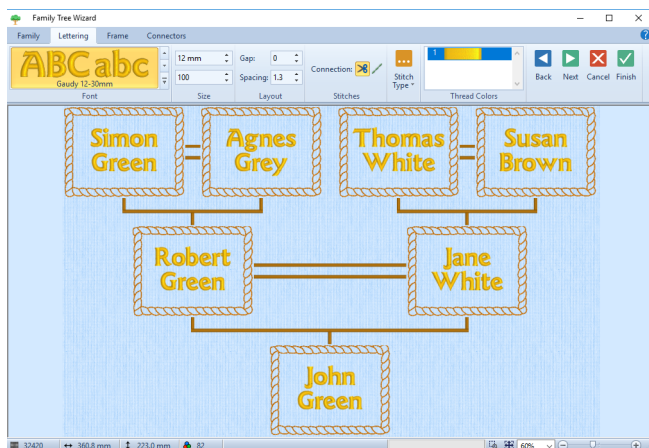 Family Tree Wizard
Family Lettering Frame Connectors
ABC abc
Gaudy 12-30mm
Font
12 mm
100
Size
Gap: 0
Spacing: 1.3
Layout
Connection:
Stitches
Stitch
Type
1
Thread Colors
Back Next Cancel Finish
Simon
Green
Agnes
Grey
Thomas
White
Susan
Brown
Robert
Green
Jane
White
John
Green
32420 360.8 mm 223.0 mm 82 60%